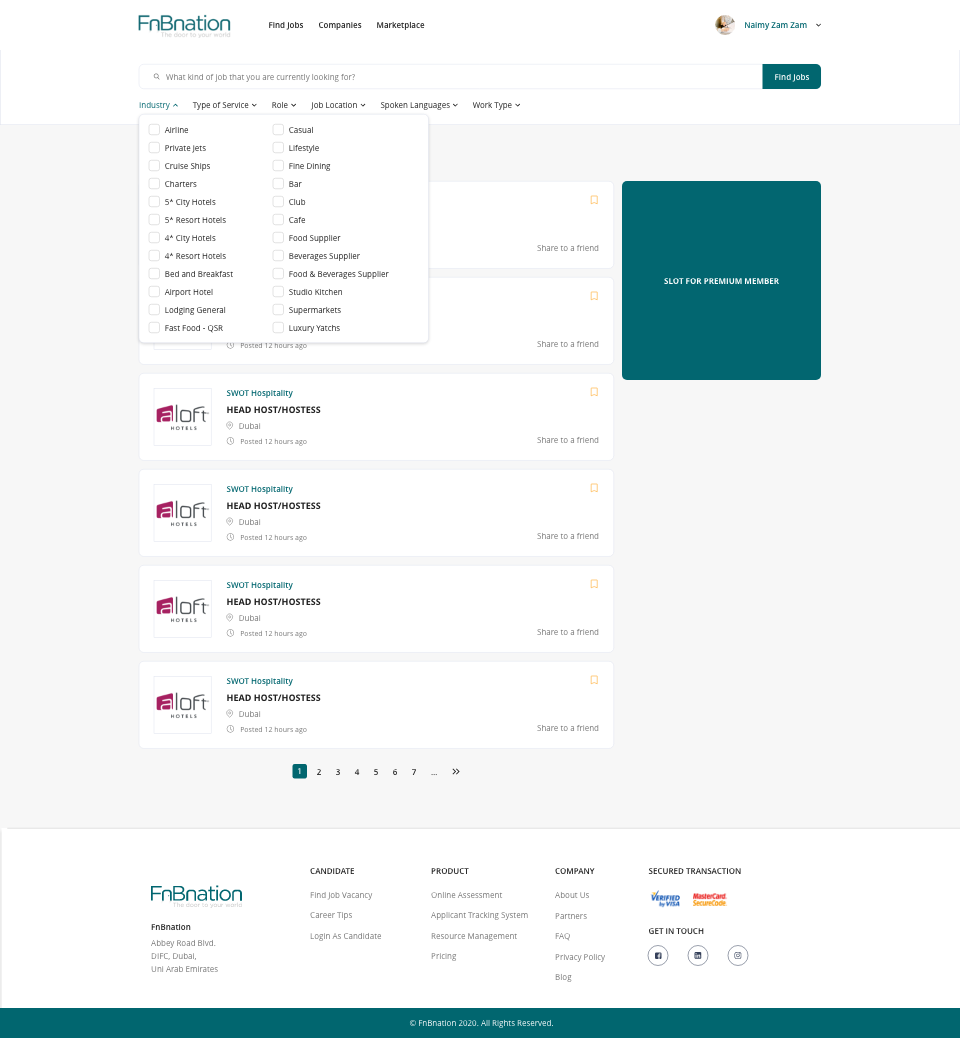 FnBnation
The door to your world
Find Jobs Companies Marketplace
Naimy Zam Zam
What kind of job that you are currently looking for?
Find Jobs
Industry Type of Service Role Job Location Spoken Languages Work Type
Airline Casual
Private Jets Lifestyle
Cruise Ships Fine Dining
Charters Bar
5* City Hotels Club
5* Resort Hotels Cafe
4* City Hotels Food Supplier
4* Resort Hotels Beverages Supplier
Bed and Breakfast Food & Beverages Supplier
Airport Hotel Studio Kitchen
Lodging General Supermarkets
Fast Food - QSR Luxury Yatchs
Share to a friend
SLOT FOR PREMIUM MEMBER
Posted 12 hours ago
Share to a friend
aloft
HOTELS
SWOT Hospitality
HEAD HOST/HOSTESS
Dubai
Posted 12 hours ago
Share to a friend
aloft
HOTELS
SWOT Hospitality
HEAD HOST/HOSTESS
Dubai
Posted 12 hours ago
Share to a friend
aloft
HOTELS
SWOT Hospitality
HEAD HOST/HOSTESS
Dubai
Posted 12 hours ago
Share to a friend
aloft
HOTELS
SWOT Hospitality
HEAD HOST/HOSTESS
Dubai
Posted 12 hours ago
Share to a friend
1 2 3 4 5 6 7 ...
FnBnation
The door to your world
FnBnation
Abbey Road Blvd.
DIFC, Dubai,
Uni Arab Emirates
CANDIDATE
Find Job Vacancy
Career Tips
Login As Candidate
PRODUCT
Online Assessment
Applicant Tracking System
Resource Management
Pricing
COMPANY
About Us
Partners
FAQ
Privacy Policy
Blog
SECURED TRANSACTION
VERIFIED
by VISA
MasterCard.
SecureCode.
GET IN TOUCH
© FnBnation 2020. All Rights Reserved.